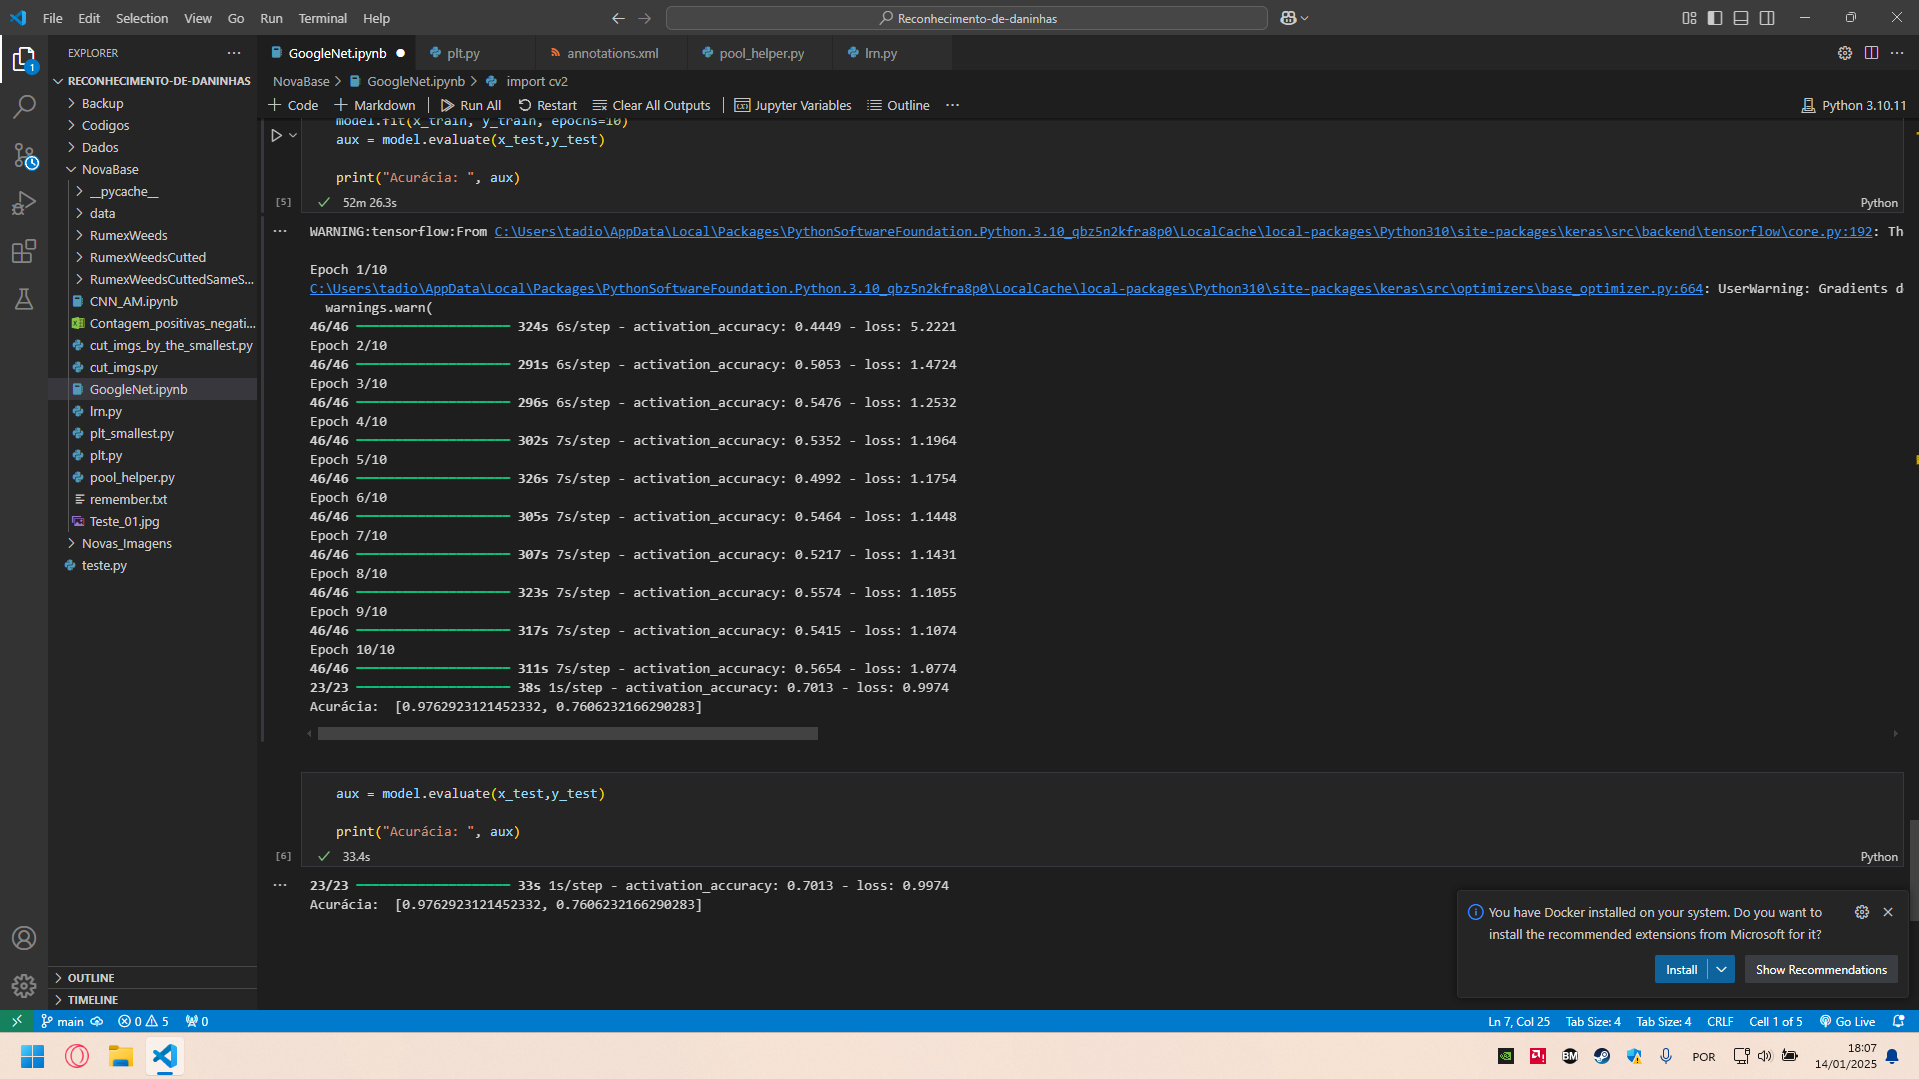 File Edit Selection View Go Run Terminal Help
Reconhecimento-de-daninhas
EXPLORER
GoogleNet.ipynb
plt.py
annotations.xml
pool_helper.py
lrn.py
1
RECONHECIMENTO-DE-DANINHAS
Backup
Codigos
Dados
NovaBase
__pycache__
data
RumexWeeds
RumexWeedsCutted
RumexWeedsCuttedSameS...
CNN_AM.ipynb
Contagem_positivas_negati...
cut_imgs_by_the_smallest.py
cut_imgs.py
GoogleNet.ipynb
lrn.py
plt_smallest.py
plt.py
pool_helper.py
remember.txt
Teste_01.jpg
Novas_Imagens
teste.py
OUTLINE
TIMELINE
NovaBase > GoogleNet.ipynb > import cv2
+ Code + Markdown Run All Restart Clear All Outputs Jupyter Variables Outline ...
Python 3.10.11
model.fit(x_train, y_train, epochs=10)
aux = model.evaluate(x_test,y_test)
print("Acurácia: ", aux)
[5] 52m 26.3s
Python
WARNING:tensorflow:From C:\Users\tadio\AppData\Local\Packages\PythonSoftwareFoundation.Python.3.10_qbz5n2kfra8p0\LocalCache\local-packages\Python310\site-packages\keras\src\backend\tensorflow\core.py:192: Th
Epoch 1/10
C:\Users\tadio\AppData\Local\Packages\PythonSoftwareFoundation.Python.3.10_qbz5n2kfra8p0\LocalCache\local-packages\Python310\site-packages\keras\src\optimizers\base_optimizer.py:664: UserWarning: Gradients d
warnings.warn(
46/46 324s 6s/step - activation_accuracy: 0.4449 - loss: 5.2221
Epoch 2/10
46/46 291s 6s/step - activation_accuracy: 0.5053 - loss: 1.4724
Epoch 3/10
46/46 296s 6s/step - activation_accuracy: 0.5476 - loss: 1.2532
Epoch 4/10
46/46 302s 7s/step - activation_accuracy: 0.5352 - loss: 1.1964
Epoch 5/10
46/46 326s 7s/step - activation_accuracy: 0.4992 - loss: 1.1754
Epoch 6/10
46/46 305s 7s/step - activation_accuracy: 0.5464 - loss: 1.1448
Epoch 7/10
46/46 307s 7s/step - activation_accuracy: 0.5217 - loss: 1.1431
Epoch 8/10
46/46 323s 7s/step - activation_accuracy: 0.5574 - loss: 1.1055
Epoch 9/10
46/46 317s 7s/step - activation_accuracy: 0.5415 - loss: 1.1074
Epoch 10/10
46/46 311s 7s/step - activation_accuracy: 0.5654 - loss: 1.0774
23/23 38s 1s/step - activation_accuracy: 0.7013 - loss: 0.9974
Acurácia:  [0.9762923121452332, 0.7606232166290283]
aux = model.evaluate(x_test,y_test)
print("Acurácia: ", aux)
[6] 33.4s
Python
23/23 33s 1s/step - activation_accuracy: 0.7013 - loss: 0.9974
Acurácia:  [0.9762923121452332, 0.7606232166290283]
You have Docker installed on your system. Do you want to
install the recommended extensions from Microsoft for it?
Install
Show Recommendations
main 0 5 0
Ln 7, Col 25 Tab Size: 4 Tab Size: 4 CRLF Cell 1 of 5 Go Live
BM
POR
18:07
14/01/2025